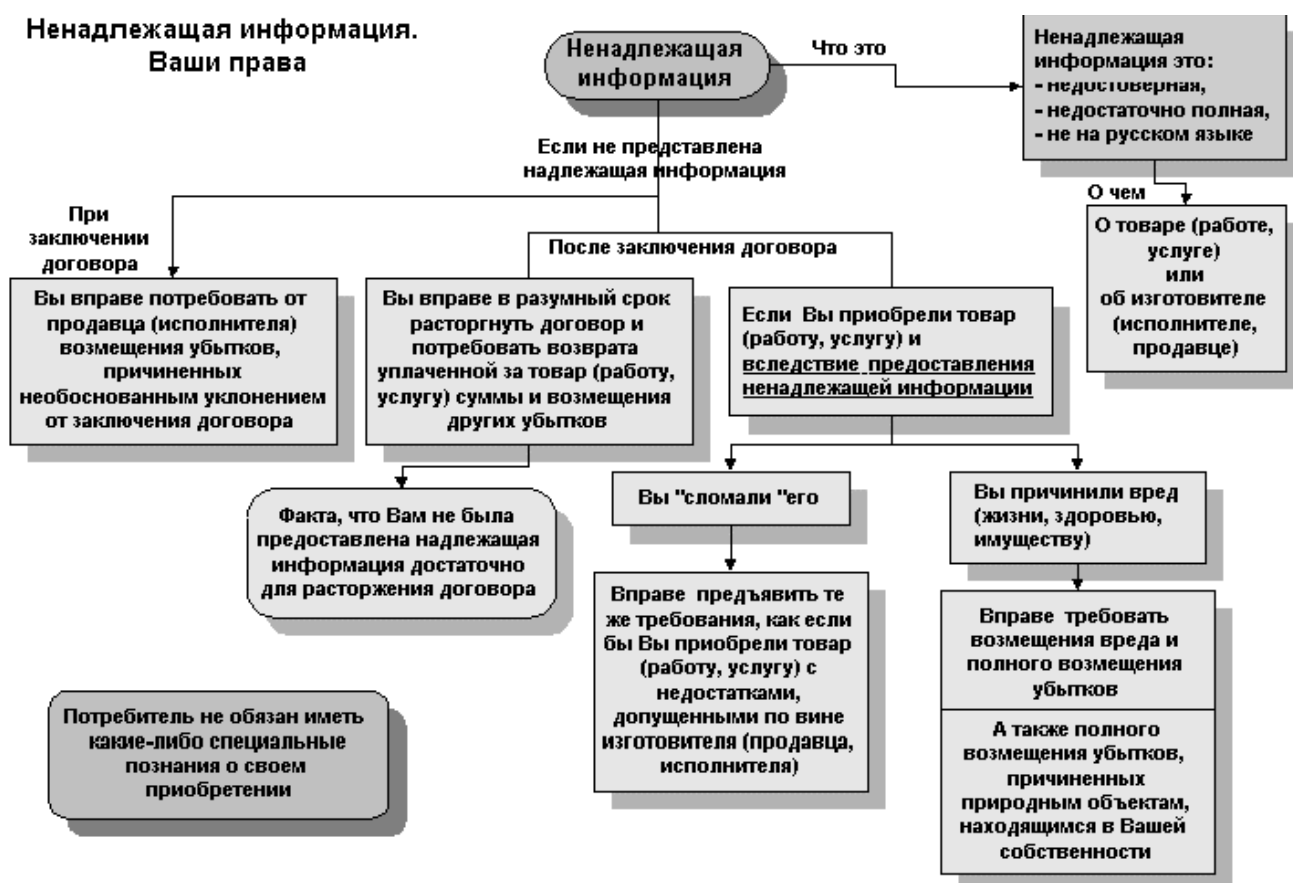 Ненадлежащая информация.
Ваши права
Ненадлежащая
информация
Что это
Ненадлежащая
информация это:
- недостоверная,
- недостаточно полная,
- не на русском языке
О чем
О товаре (работе,
услуге)
или
об изготовителе
(исполнителе,
продавце)
Если не представлена
надлежащая информация
При
заключении
договора
После заключения договора
Вы вправе потребовать от
продавца (исполнителя)
возмещения убытков,
причиненных
необоснованным уклонением
от заключения договора
Вы вправе в разумный срок
расторгнуть договор и
потребовать возврата
уплаченной за товар (работу,
услугу) суммы и возмещения
других убытков
Если Вы приобрели товар
(работу, услугу) и
вследствие предоставления
ненадлежащей информации
Факта, что Вам не была
предоставлена надлежащая
информация достаточно
для расторжения договора
Вы "сломали "его
Вы причинили вред
(жизни, здоровью,
имуществу)
Вправе предъявить те
же требования, как если
бы Вы приобрели товар
(работу, услугу) с
недостатками,
допущенными по вине
изготовителя (продавца,
исполнителя)
Вправе требовать
возмещения вреда и
полного возмещения
убытков
А также полного
возмещения убытков,
причиненных
природным объектам,
находящимся в Вашей
собственности
Потребитель не обязан иметь
какие-либо специальные
познания о своем
приобретении